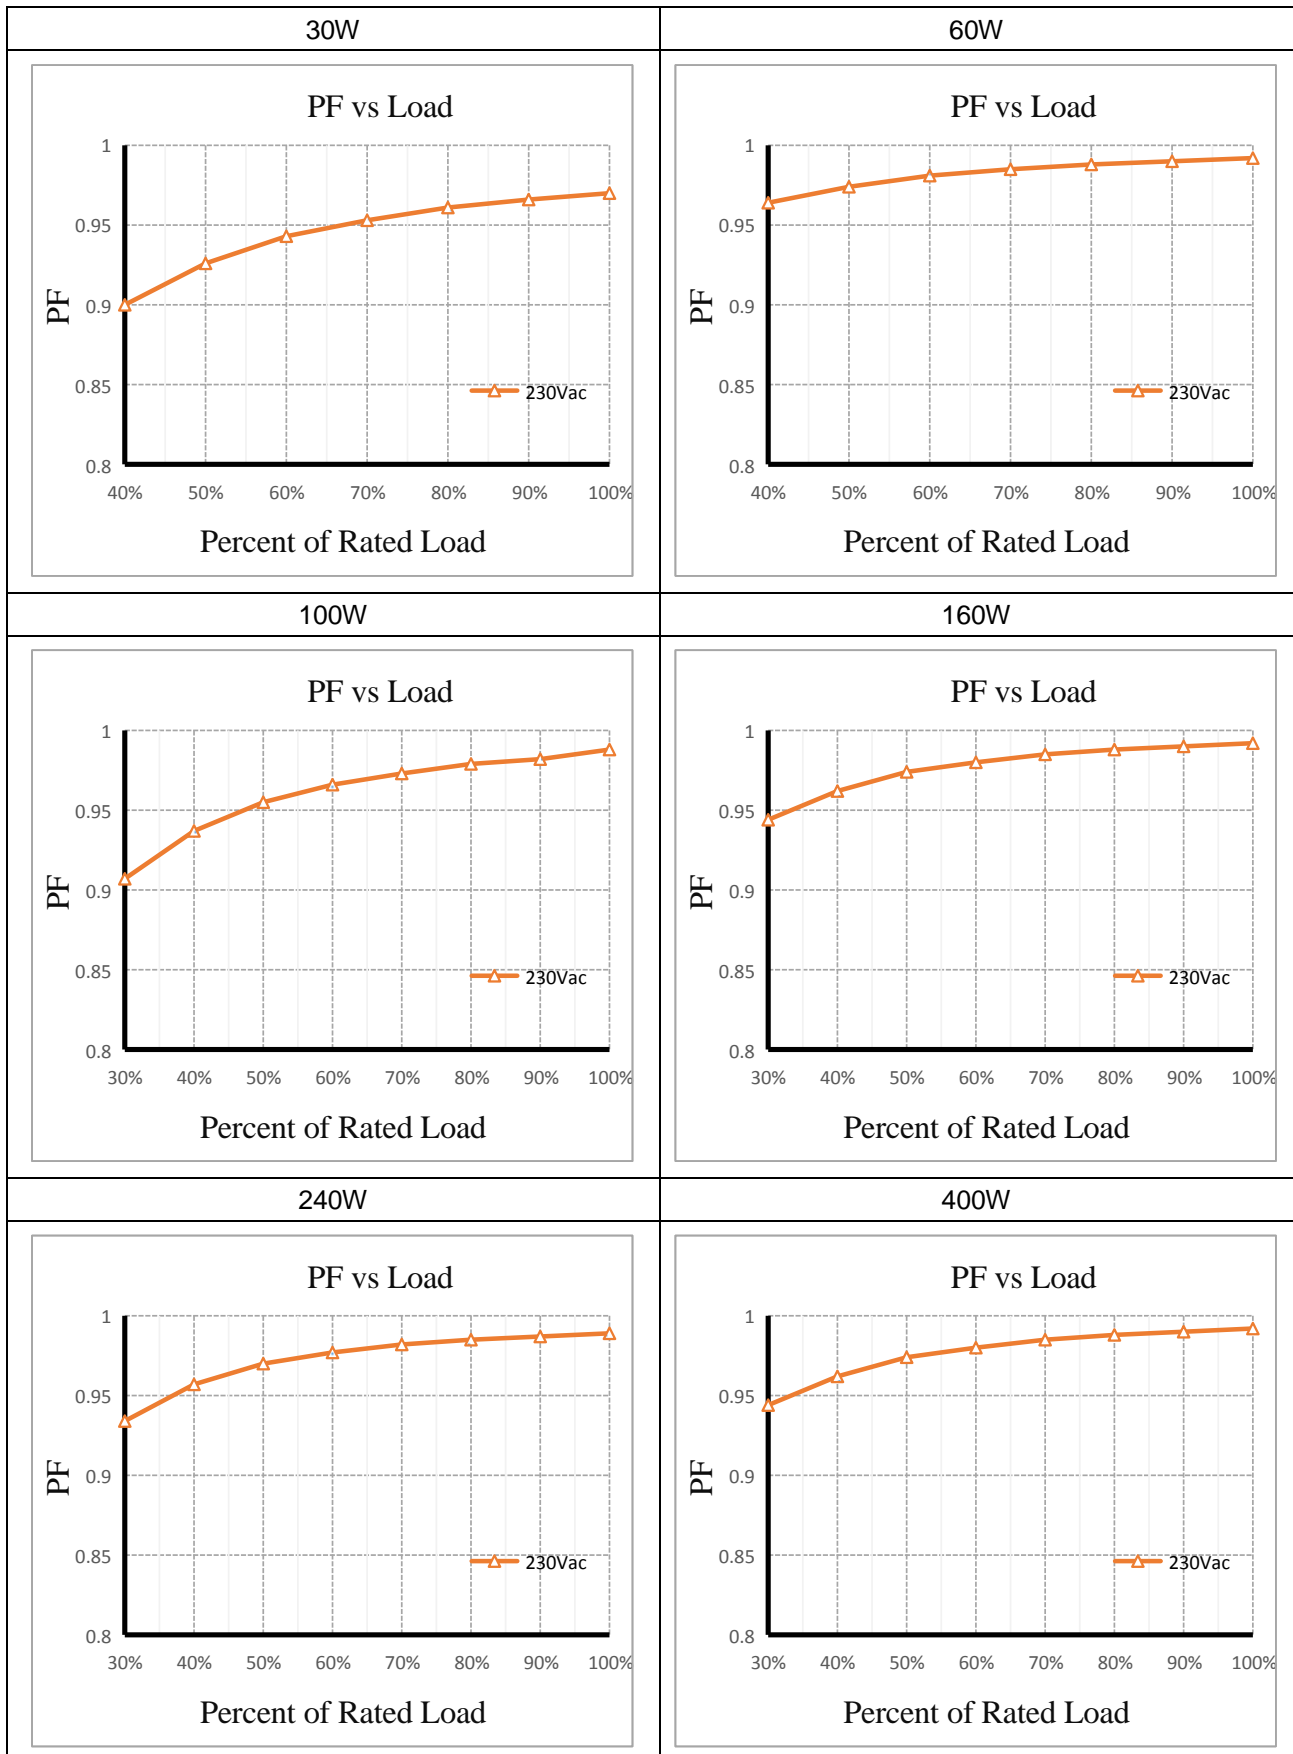 30W
60W
PF vs Load
1
0.95
0.9
0.85
0.8
PF
230Vac
40% 50% 60% 70% 80% 90% 100%
Percent of Rated Load
PF vs Load
1
0.95
0.9
0.85
0.8
PF
230Vac
40% 50% 60% 70% 80% 90% 100%
Percent of Rated Load
100W
160W
PF vs Load
1
0.95
0.9
0.85
0.8
PF
230Vac
30% 40% 50% 60% 70% 80% 90% 100%
Percent of Rated Load
PF vs Load
1
0.95
0.9
0.85
0.8
PF
230Vac
30% 40% 50% 60% 70% 80% 90% 100%
Percent of Rated Load
240W
400W
PF vs Load
1
0.95
0.9
0.85
0.8
PF
230Vac
30% 40% 50% 60% 70% 80% 90% 100%
Percent of Rated Load
PF vs Load
1
0.95
0.9
0.85
0.8
PF
230Vac
30% 40% 50% 60% 70% 80% 90% 100%
Percent of Rated Load